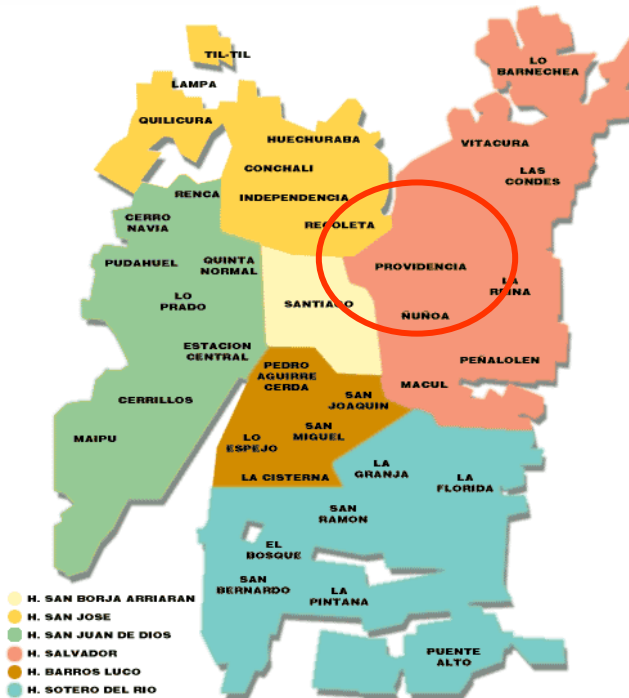 TIL-TIL
LO
BARNECHEA
LAMPA
QUILICURA
HUECHURABA
VITACURA
CONCHALI
LAS
CONDES
RENCA
INDEPENDENCIA
CERRO
NAVIA
RECOLETA
PUDAHUEL
QUINTA
NORMAL
PROVIDENCIA
LA
REINA
LO
PRADO
SANTIAGO
ÑUÑOA
ESTACION
CENTRAL
PEÑALOLEN
PEDRO
AGUIRRE
CERDA
MACUL
CERRILLOS
SAN
JOAQUIN
SAN
MIGUEL
MAIPU
LO
ESPEJO
LA CISTERNA
LA
GRANJA
LA
FLORIDA
SAN
RAMON
EL
BOSQUE
SAN
BERNARDO
LA
PINTANA
PUENTE
ALTO
H. SAN BORJA ARRIARAN
H. SAN JOSE
H. SAN JUAN DE DIOS
H. SALVADOR
H. BARROS LUCO
H. SOTERO DEL RIO